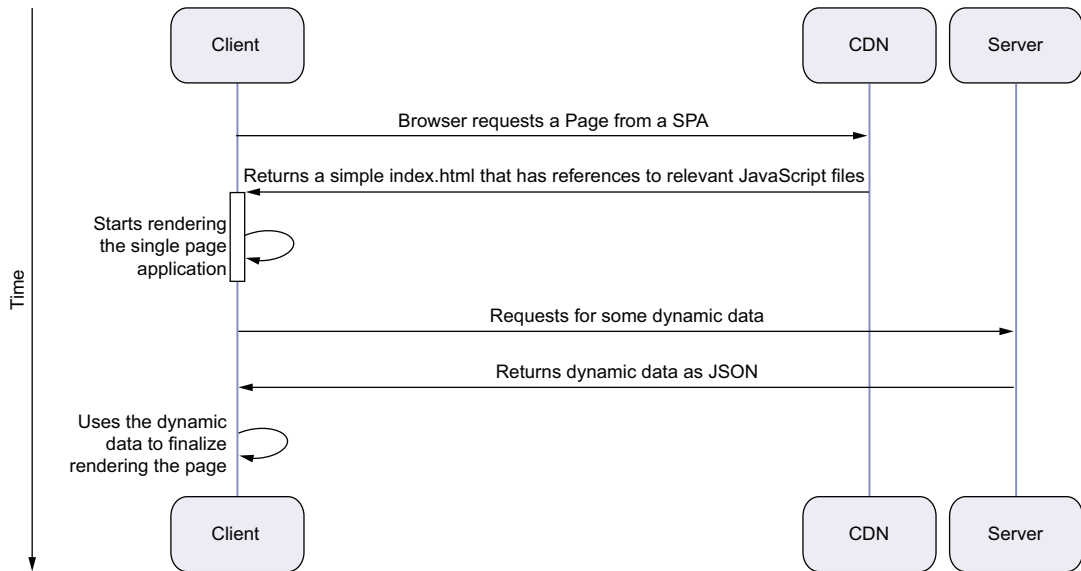 Client
CDN
Server
Browser requests a Page from a SPA
Returns a simple index.html that has references to relevant JavaScript files
Starts rendering
the single page
application
Time
Requests for some dynamic data
Returns dynamic data as JSON
Uses the dynamic
data to finalize
rendering the page
Client
CDN
Server